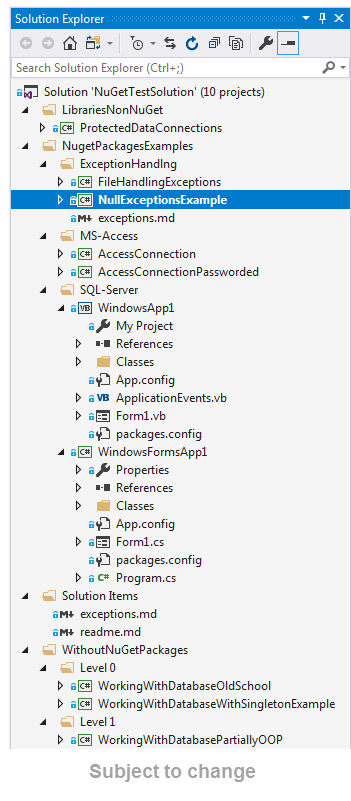 Solution Explorer
Search Solution Explorer (Ctrl+;)
Solution 'NuGetTestSolution' (10 projects)
LibrariesNonNuGet
C# ProtectedDataConnections
NugetPackagesExamples
ExceptionHandlng
C# FileHandlingExceptions
C# NullExceptionsExample
M exceptions.md
MS-Access
C# AccessConnection
C# AccessConnectionPassworded
SQL-Server
VB WindowsApp1
My Project
References
Classes
App.config
VB ApplicationEvents.vb
Form1.vb
packages.config
C# WindowsFormsApp1
Properties
References
Classes
App.config
Form1.cs
packages.config
C# Program.cs
Solution Items
M exceptions.md
M readme.md
WithoutNuGetPackages
Level 0
C# WorkingWithDatabaseOldSchool
C# WorkingWithDatabaseWithSingletonExample
Level 1
C# WorkingWithDatabasePartiallyOOP
Subject to change